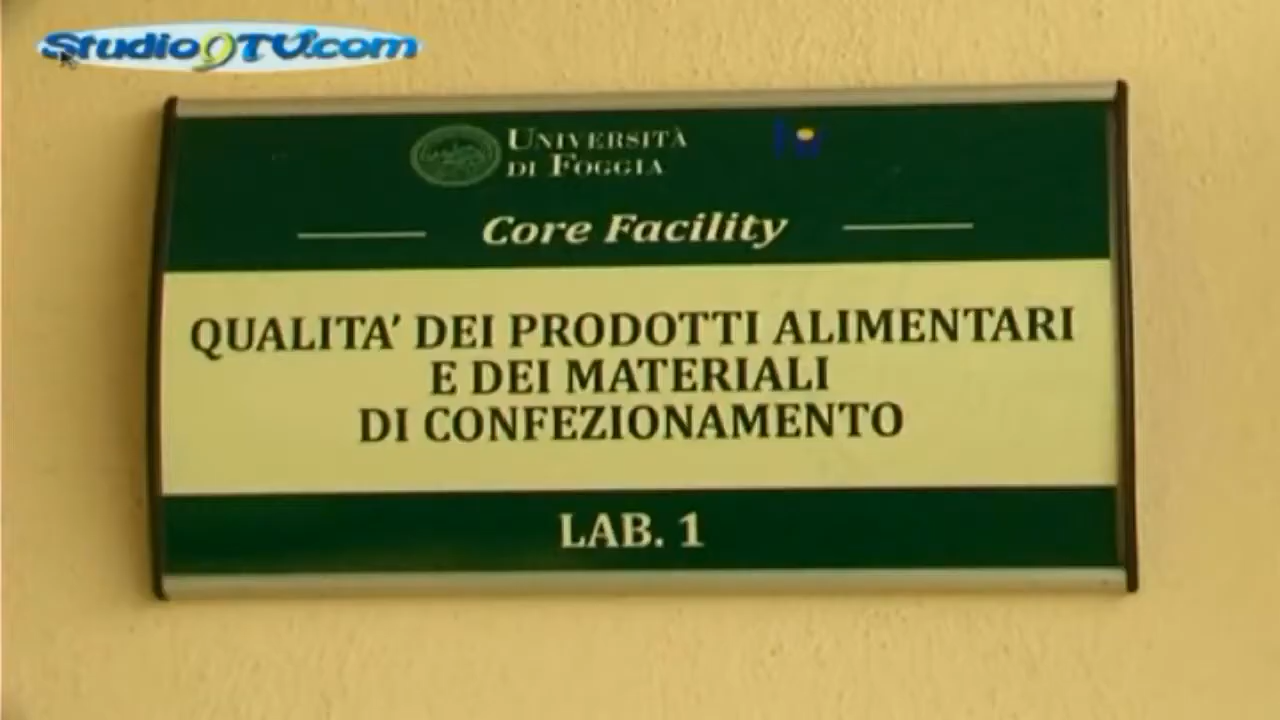 Studio9TV.com
UNIVERSITÀ
DI FOGGIA
Core Facility
QUALITA' DEI PRODOTTI ALIMENTARI
E DEI MATERIALI
DI CONFEZIONAMENTO
LAB. 1